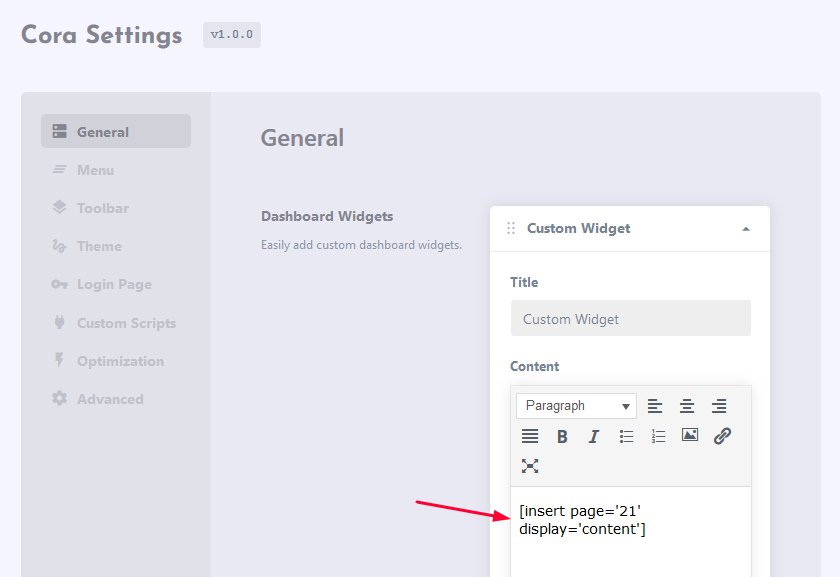 Cora Settings
v1.0.0
General
Menu
Toolbar
Theme
Login Page
Custom Scripts
Optimization
Advanced
General
Dashboard Widgets
Easily add custom dashboard widgets.
Custom Widget
Title
Custom Widget
Content
Paragraph
[insert page='21'
display='content']